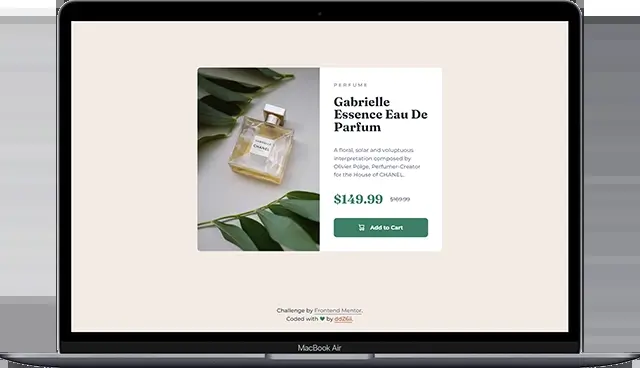 PERFUME
Gabrielle
Essence Eau De
Parfum
A floral, solar and voluptuous
interpretation composed by
Olivier Polge, Perfumer-Creator
for the House of CHANEL.
$149.99 $169.99
Add to Cart
GABRIELLE
CHANEL
Challenge by Frontend Mentor.
Coded with ♥ by
MacBook Air